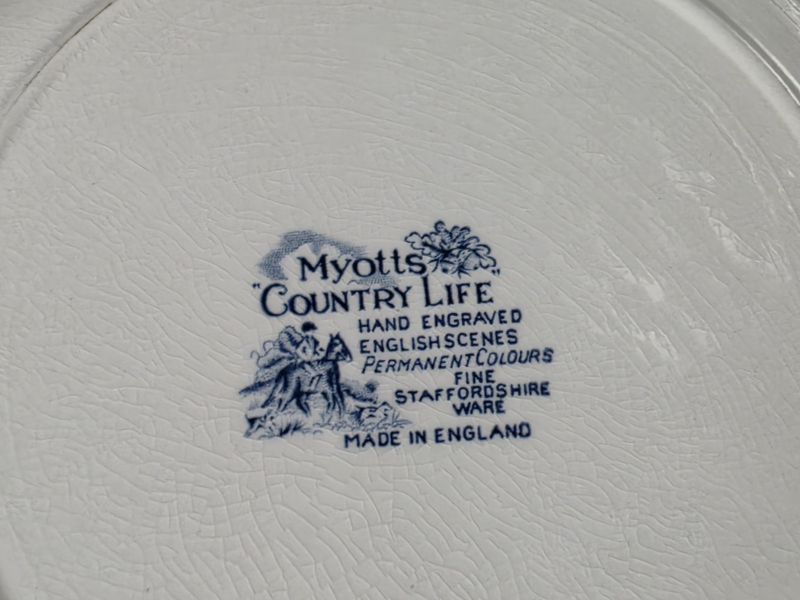 Myotts
"COUNTRY LIFE"
HAND ENGRAVED
ENGLISH SCENES
PERMANENT COLOURS
FINE
STAFFORDSHIRE
WARE
MADE IN ENGLAND